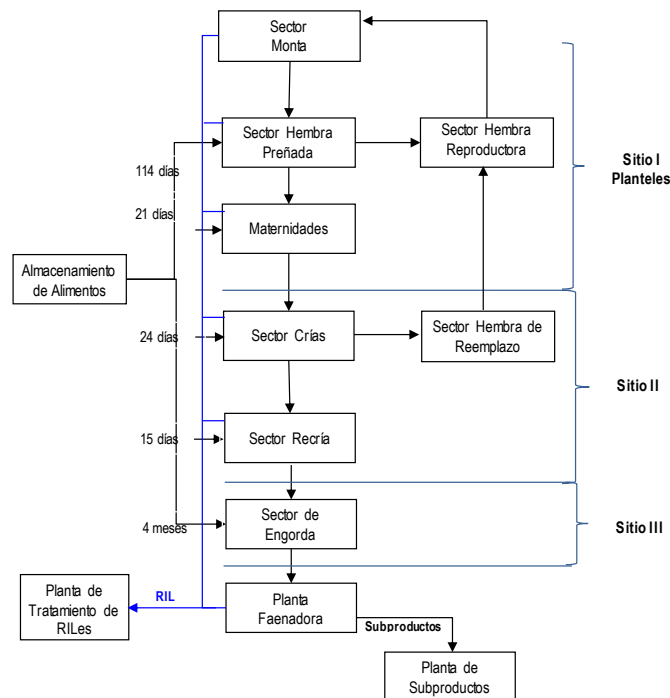 Sector
Monta
Sector Hembra
Preñada
Sector Hembra
Reproductora
Sitio I
Planteles
114 días
21 días
Maternidades
Almacenamiento
de Alimentos
24 días
Sector Crías
Sector Hembra de
Reemplazo
Sitio II
15 días
Sector Recría
4 meses
Sector de
Engorda
Sitio III
Planta de
Tratamiento de
RILes
RIL
Planta
Faenadora
Subproductos
Planta de
Subproductos